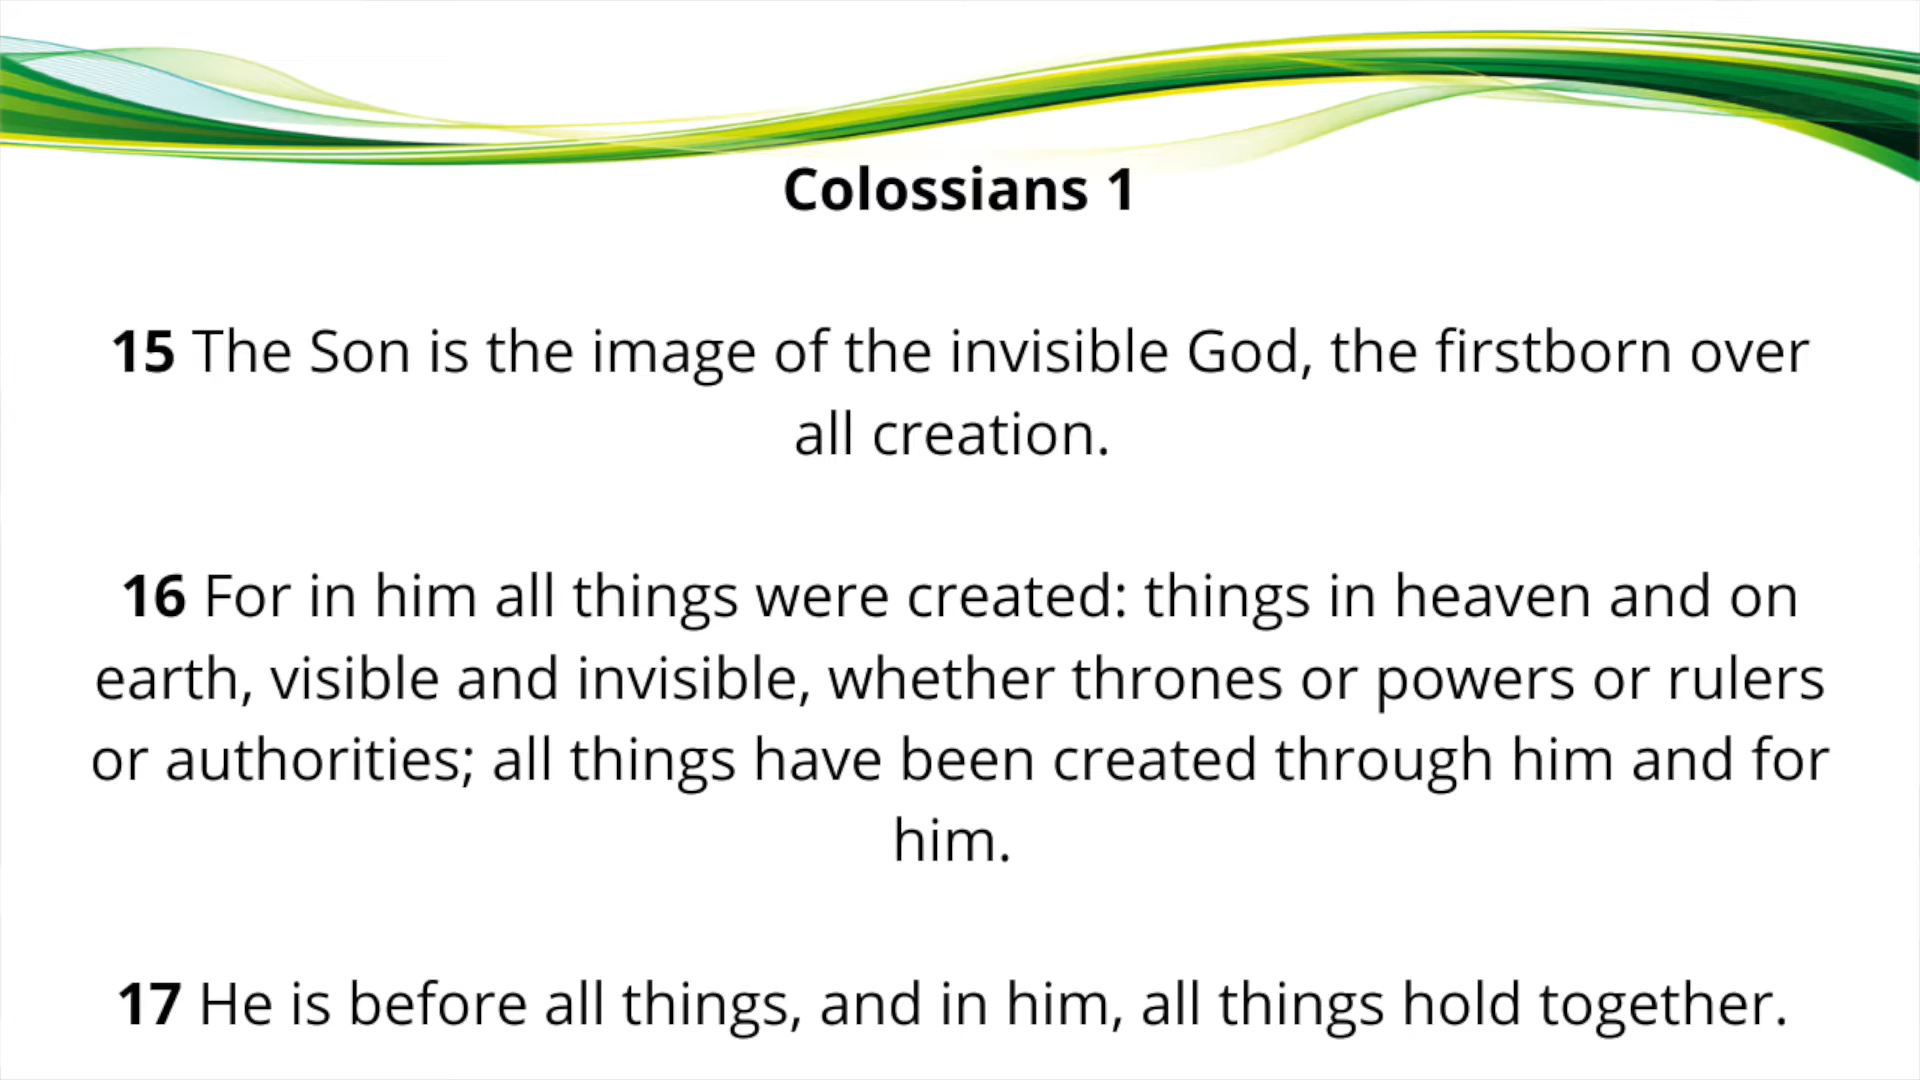 Colossians 1
15 The Son is the image of the invisible God, the firstborn over
all creation.
16 For in him all things were created: things in heaven and on
earth, visible and invisible, whether thrones or powers or rulers
or authorities; all things have been created through him and for
him.
17 He is before all things, and in him, all things hold together.